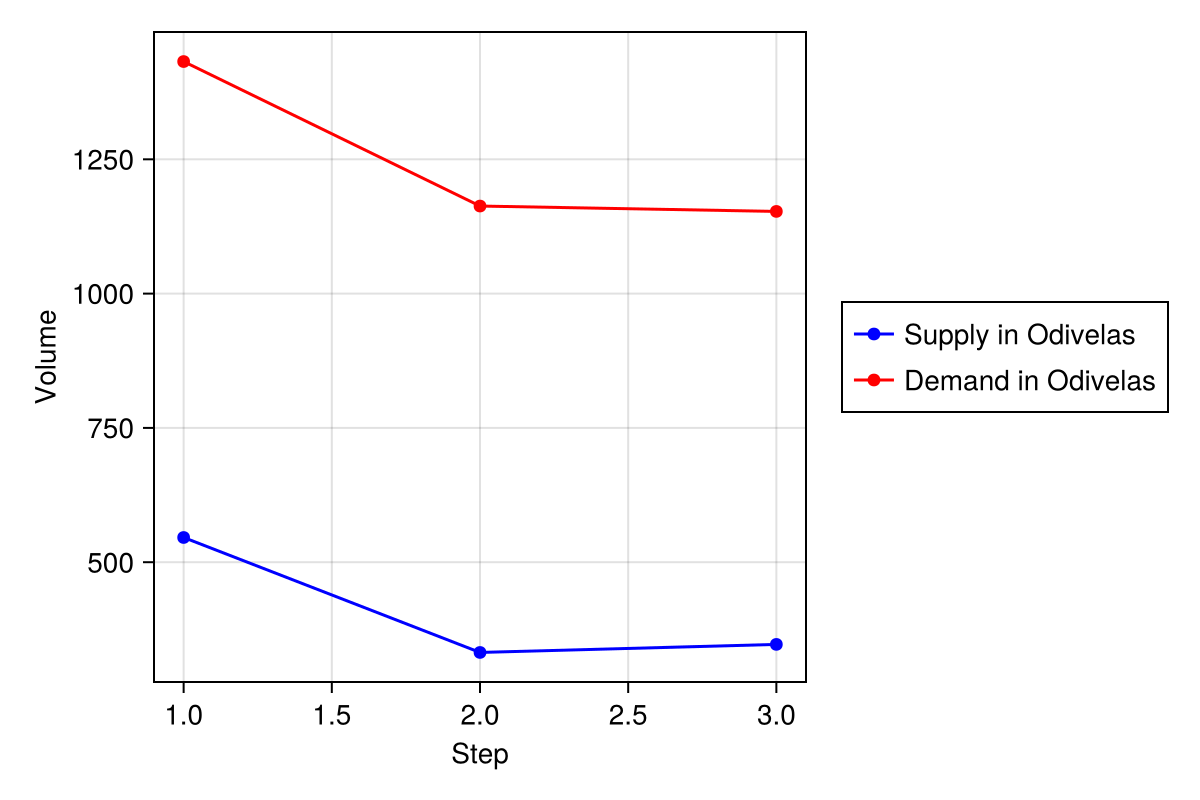 1250
1000
750
500
Volume
1.0 1.5 2.0 2.5 3.0
Step
Supply in Odivelas
Demand in Odivelas